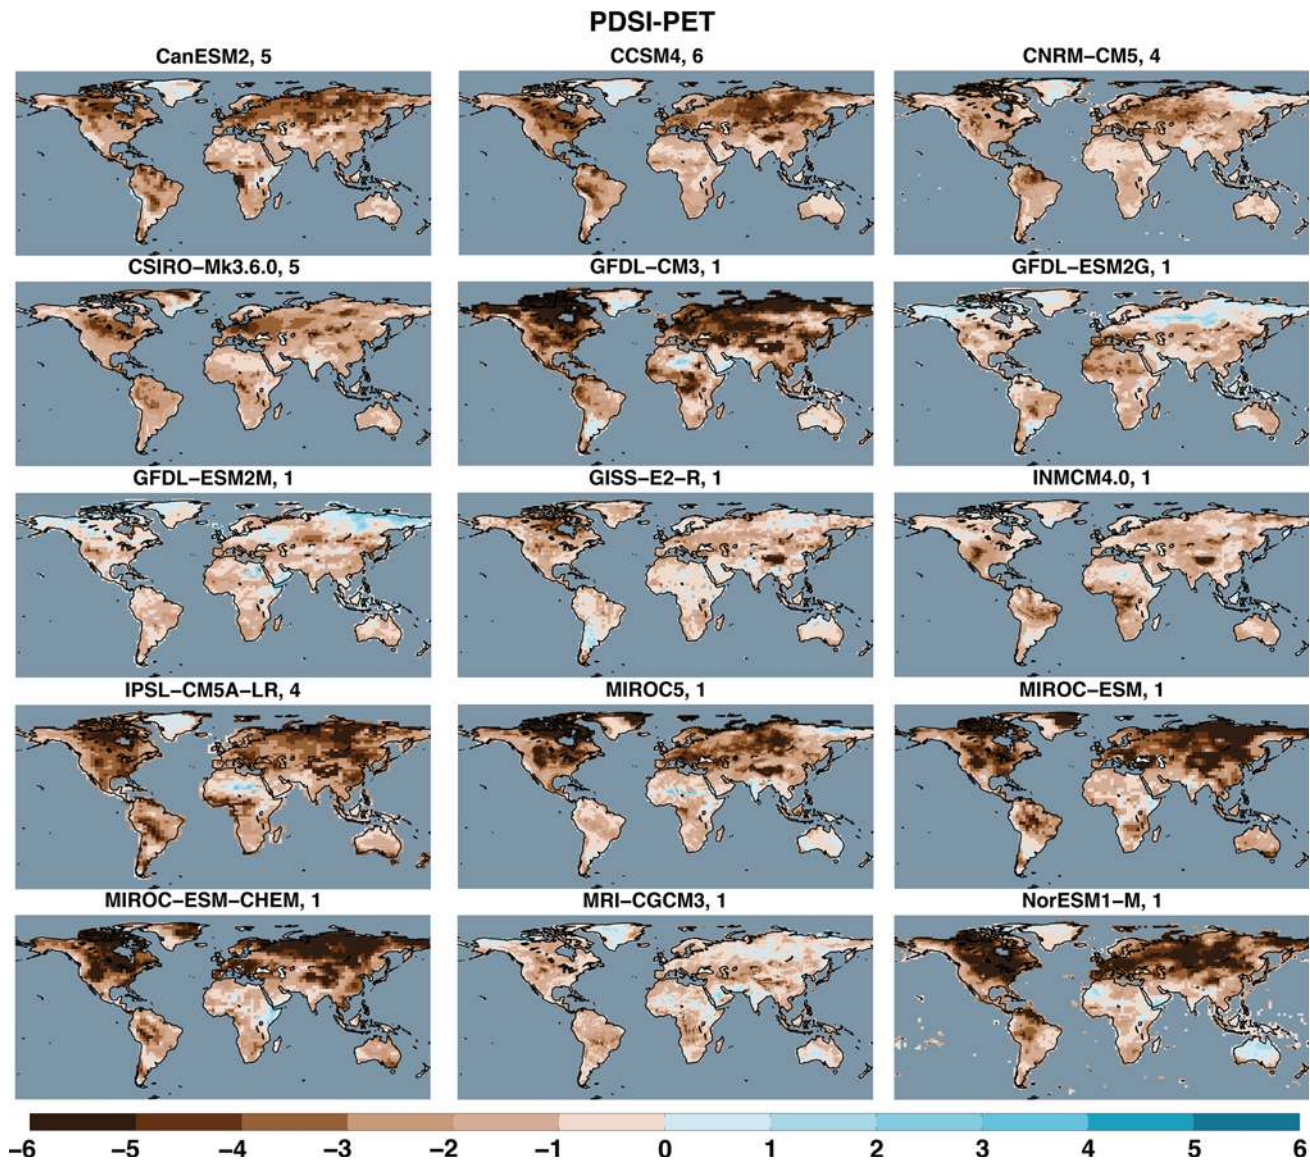 PDSI-PET
CanESM2, 5
CCSM4, 6
CNRM–CM5, 4
CSIRO–Mk3.6.0, 5
GFDL–CM3, 1
GFDL–ESM2G, 1
GFDL–ESM2M, 1
GISS–E2–R, 1
INMCM4.0, 1
IPSL–CM5A–LR, 4
MIROC5, 1
MIROC–ESM, 1
MIROC–ESM–CHEM, 1
MRI–CGCM3, 1
NorESM1–M, 1
−6 −5 −4 −3 −2 −1 0 1 2 3 4 5 6